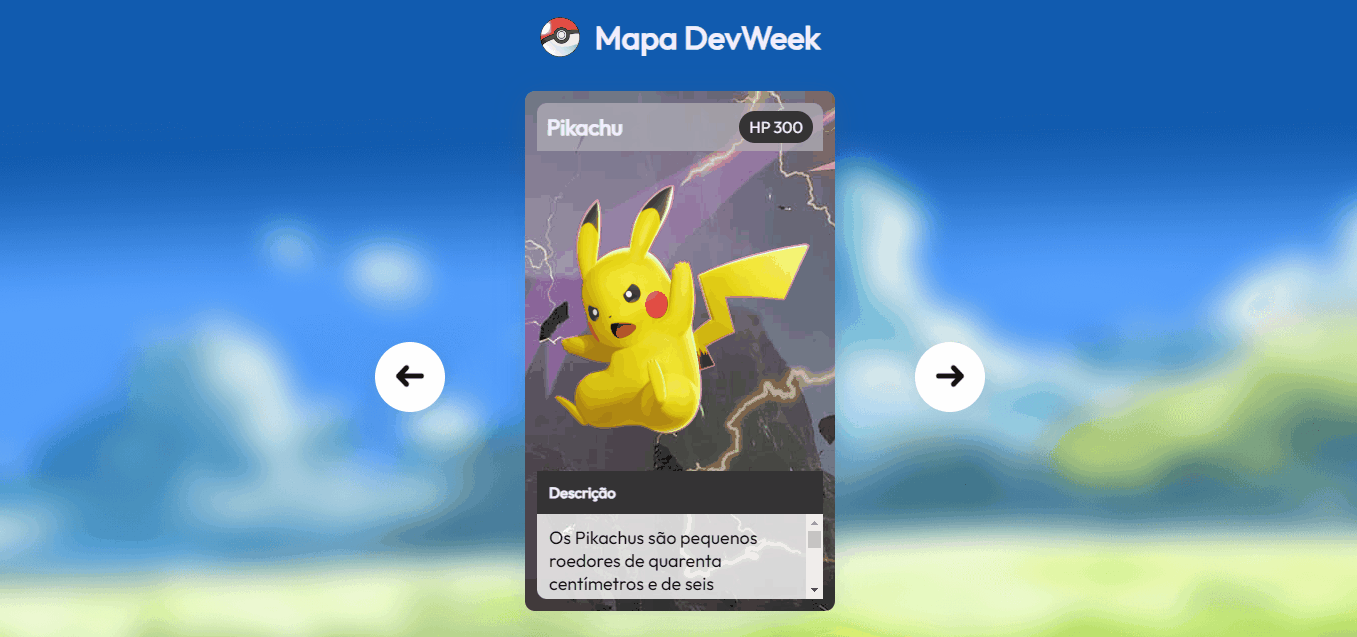 Mapa DevWeek
Pikachu
HP 300
Descrição
Os Pikachus são pequenos
roedores de quarenta
centímetros e de seis